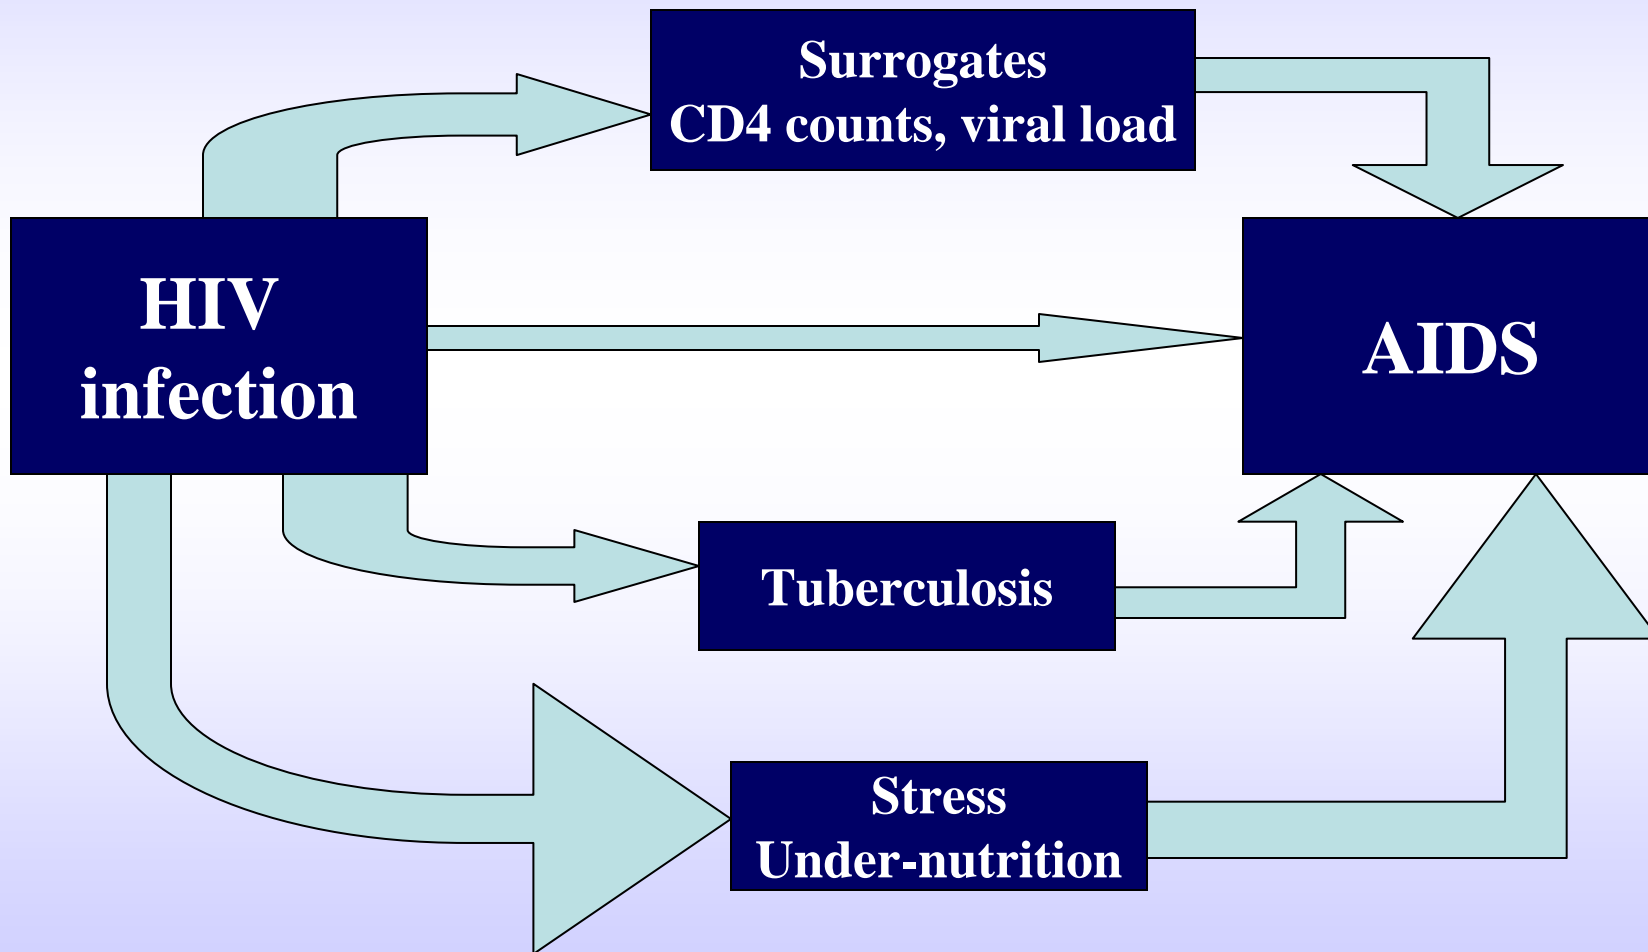 Surrogates
CD4 counts, viral load
HIV
infection
AIDS
Tuberculosis
Stress
Under-nutrition